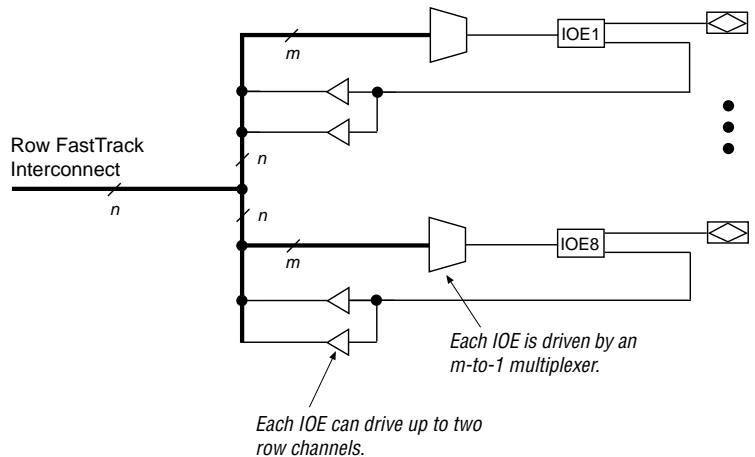 m
IOE1
Row FastTrack
Interconnect
n
n
n
m
IOE8
Each IOE is driven by an
m-to-1 multiplexer.
Each IOE can drive up to two
row channels.